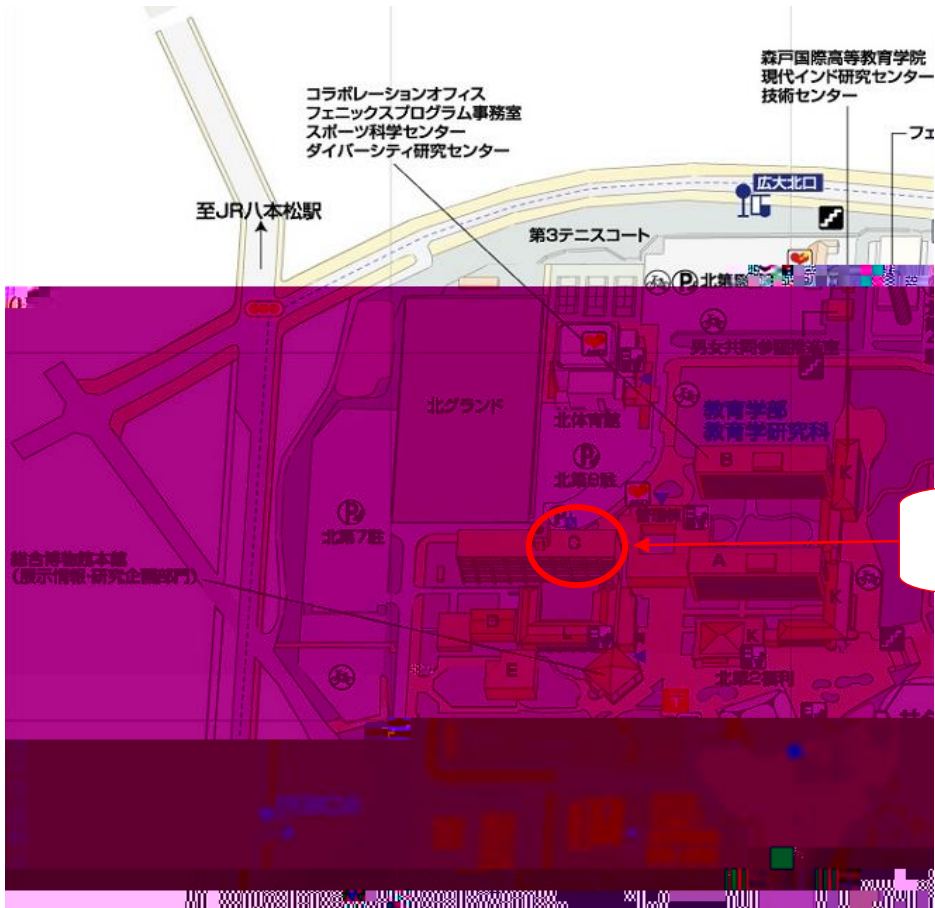 森戸国際高等教育学院
現代インド研究センター
技術センター
コラボレーションオフィス
フェニックスプログラム事務室
スポーツ科学センター
ダイバーシティ研究センター
フェ
広大北口
至JR八本松駅
第3テニスコート
P 北第
男女共同参画推進室
北グランド
北体育館
教育学部
教育学研究科
B
K
P
北第8駐
P
北第7駐
C
A
総合博物館本館
(展示情報・研究企画部門)
K
D
L
K
E
北第2福利